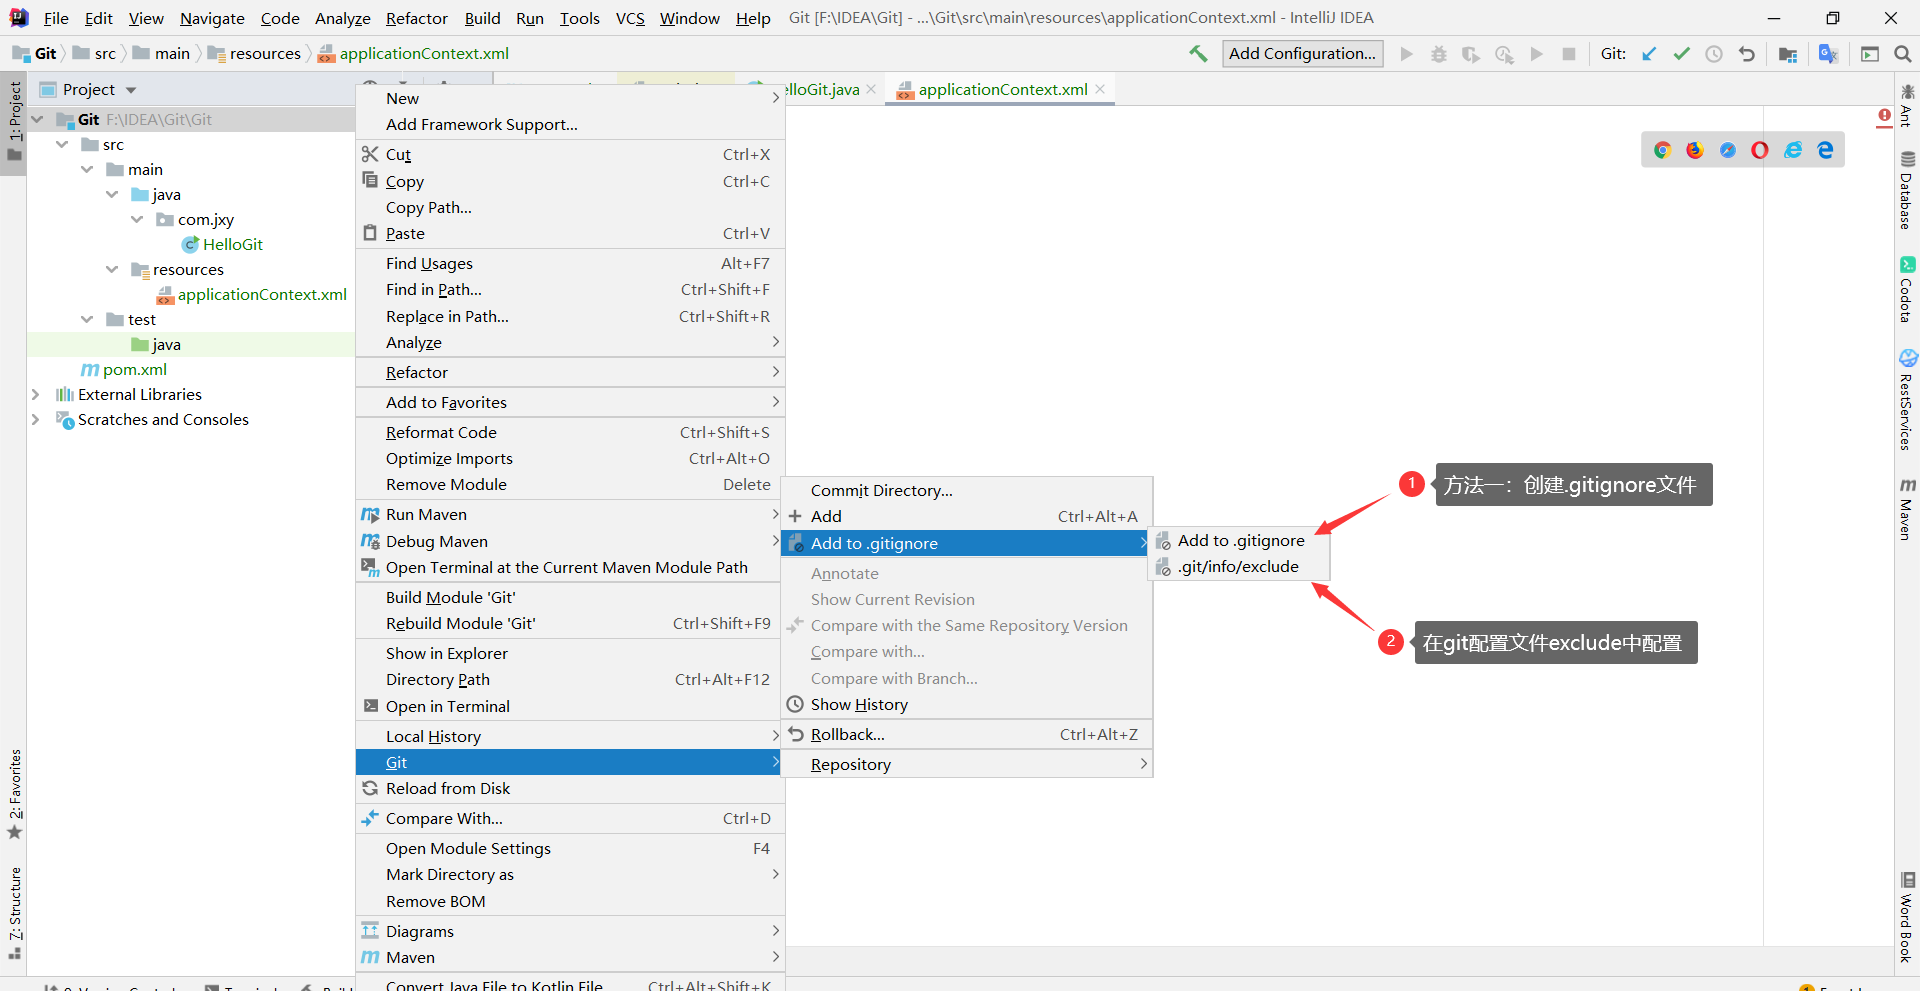 File Edit View Navigate Code Analyze Refactor Build Run Tools VCS Window Help Git [F:\IDEA\Git] - ...\Git\src\main\resources\applicationContext.xml - IntelliJ IDEA
Git src main resources applicationContext.xml Add Configuration... Git:
Project
elloGit.java applicationContext.xml
1: Project
2: Favorites
7: Structure
Git F:\IDEA\Git\Git
src
main
java
com.jxy
HelloGit
resources
applicationContext.xml
test
java
pom.xml
External Libraries
Scratches and Consoles
New
Add Framework Support...
Cut Ctrl+X
Copy Ctrl+C
Copy Path...
Paste Ctrl+V
Find Usages Alt+F7
Find in Path... Ctrl+Shift+F
Replace in Path... Ctrl+Shift+R
Analyze
Refactor
Add to Favorites
Reformat Code Ctrl+Shift+S
Optimize Imports Ctrl+Alt+O
Remove Module Delete
Run Maven
Debug Maven
Open Terminal at the Current Maven Module Path
Build Module 'Git'
Rebuild Module 'Git' Ctrl+Shift+F9
Show in Explorer
Directory Path Ctrl+Alt+F12
Open in Terminal
Local History
Git
Reload from Disk
Compare With... Ctrl+D
Open Module Settings F4
Mark Directory as
Remove BOM
Diagrams
Maven
Convert Java File to Kotlin File Ctrl+Alt+Shift+K
Commit Directory...
Add Ctrl+Alt+A
Add to .gitignore
Annotate
Show Current Revision
Compare with the Same Repository Version
Compare with...
Compare with Branch...
Show History
Rollback... Ctrl+Alt+Z
Repository
Add to .gitignore
.git/info/exclude
1 方法一：创建.gitignore文件
2 在git配置文件exclude中配置
Ant
Database
Codota
RestServices
Maven
Word Book